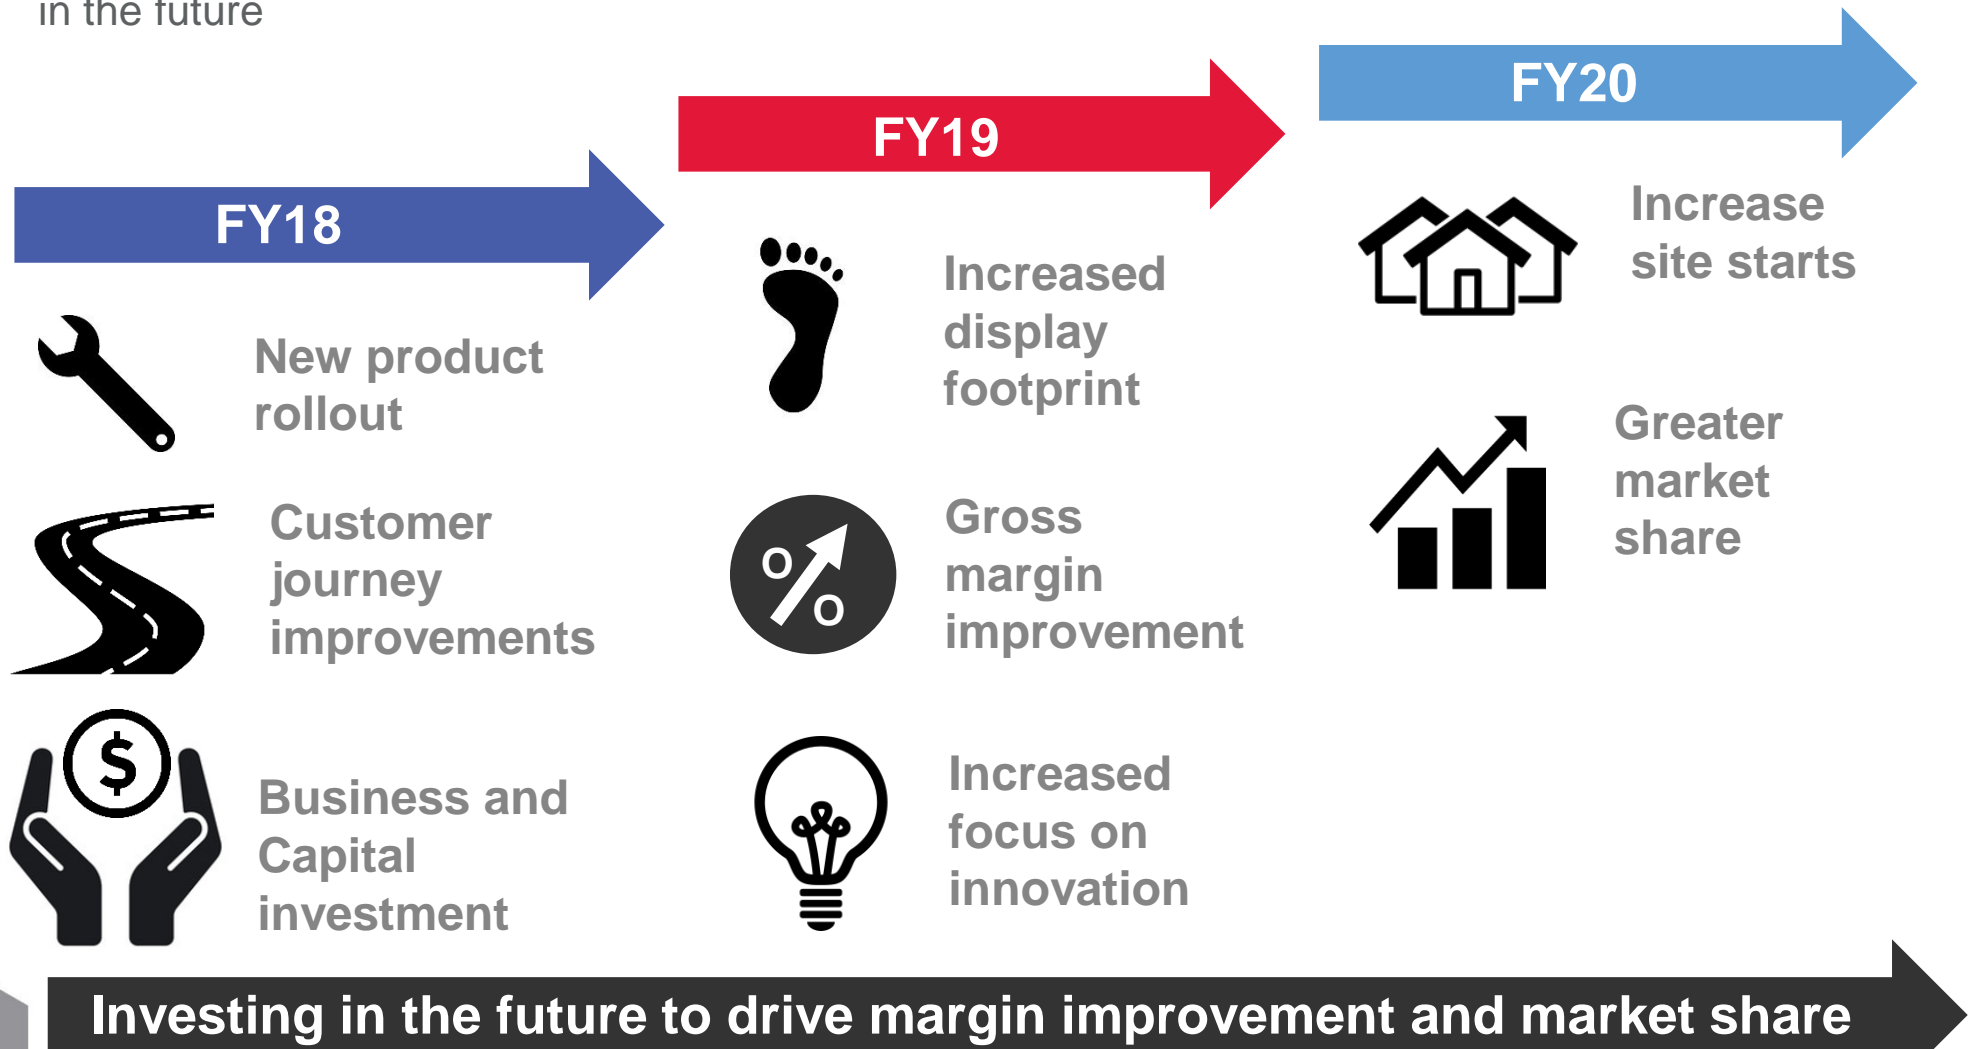 in the future
FY18
New product
rollout
Customer
journey
improvements
$
Business and
Capital
investment
FY19
Increased
display
footprint
Gross
margin
improvement
Increased
focus on
innovation
FY20
Increase
site starts
Greater
market
share
Investing in the future to drive margin improvement and market share